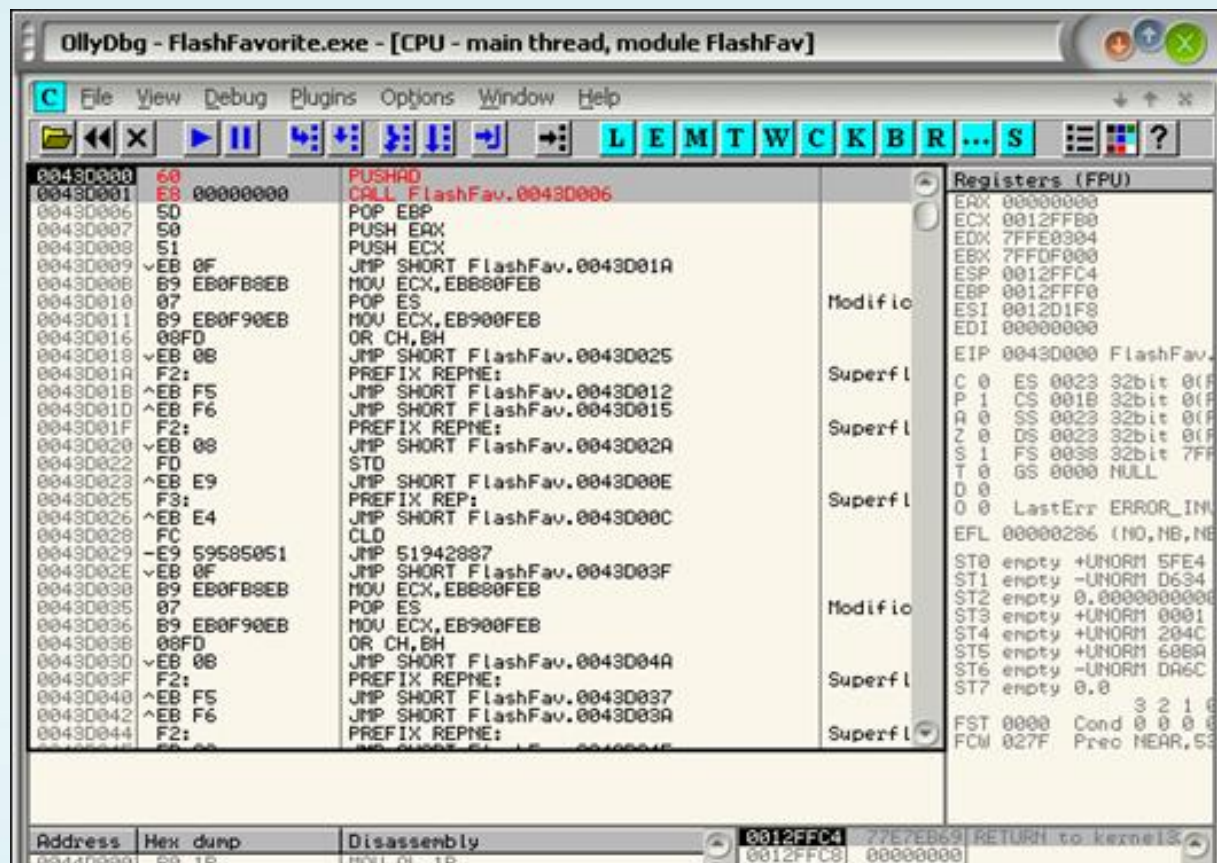 OllyDbg - FlashFavorite.exe - [CPU - main thread, module FlashFav]
C File View Debug Plugins Options Window Help
L E M T W C K B R ... S ?
0043D000 60 PUSHAD
0043D001 E8 00000000 CALL FlashFav.0043D006
0043D006 5D POP EBP
0043D007 50 PUSH EAX
0043D008 51 PUSH ECX
0043D009 EB 0F JMP SHORT FlashFav.0043D01A
0043D00B B9 EB0FB8EB MOV ECX,EBB80FEB
0043D010 07 POP ES Modific
0043D011 B9 EB0F90EB MOV ECX,EB900FEB
0043D016 08FD OR CH,BH
0043D018 EB 0B JMP SHORT FlashFav.0043D025
0043D01A F2: PREFIX REPNE: Superfl
0043D01B ^EB F5 JMP SHORT FlashFav.0043D012
0043D01D ^EB F6 JMP SHORT FlashFav.0043D015
0043D01F F2: PREFIX REPNE: Superfl
0043D020 EB 08 JMP SHORT FlashFav.0043D02A
0043D022 FD STD
0043D023 ^EB E9 JMP SHORT FlashFav.0043D00E
0043D025 F3: PREFIX REP: Superfl
0043D026 ^EB E4 JMP SHORT FlashFav.0043D00C
0043D028 FC CLD
0043D029 -E9 59585051 JMP 51942887
0043D02E EB 0F JMP SHORT FlashFav.0043D03F
0043D030 B9 EB0FB8EB MOV ECX,EBB80FEB
0043D035 07 POP ES Modific
0043D036 B9 EB0F90EB MOV ECX,EB900FEB
0043D03B 08FD OR CH,BH
0043D03D EB 0B JMP SHORT FlashFav.0043D04A
0043D03F F2: PREFIX REPNE: Superfl
0043D040 ^EB F5 JMP SHORT FlashFav.0043D037
0043D042 ^EB F6 JMP SHORT FlashFav.0043D03A
0043D044 F2: PREFIX REPNE: Superfl
Registers (FPU)
EAX 00000000
ECX 0012FFB0
EDX 7FFE0304
EBX 7FFDF000
ESP 0012FFC4
EBP 0012FFF0
ESI 0012D1F8
EDI 00000000
EIP 0043D000 FlashFav.
C 0 ES 0023 32bit 0(F
P 1 CS 001B 32bit 0(F
A 0 SS 0023 32bit 0(F
Z 0 DS 0023 32bit 0(F
S 1 FS 0038 32bit 7FF
T 0 GS 0000 NULL
D 0
O 0 LastErr ERROR_INV
EFL 00000286 (NO,NB,NE
ST0 empty +UNORM 5FE4
ST1 empty -UNORM D634
ST2 empty 0.0000000000
ST3 empty +UNORM 0001
ST4 empty +UNORM 204C
ST5 empty +UNORM 60BA
ST6 empty -UNORM DA6C
ST7 empty 0.0
3 2 1 0
FST 0000 Cond 0 0 0 0
FCW 027F Prec NEAR,53
Address Hex dump Disassembly
0012FFC4 77E7EB69 RETURN to kernel3
0012FFC8 00000000